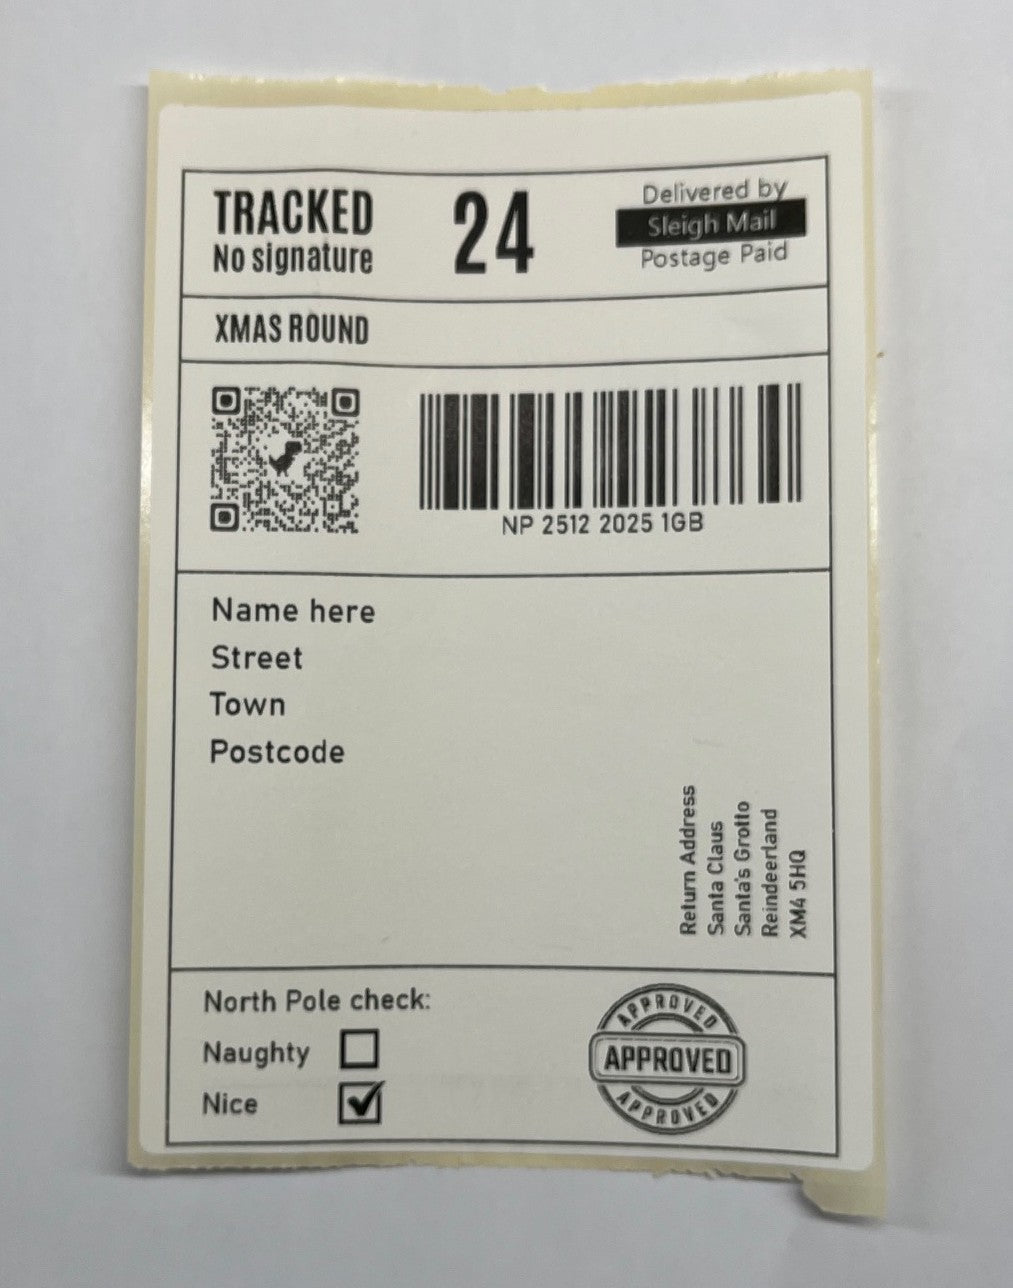 TRACKED
No signature
24
Delivered by
Sleigh Mail
Postage Paid
XMAS ROUND
NP 2512 2025 1GB
Name here
Street
Town
Postcode
Return Address
Santa Claus
Santa's Grotto
Reindeerland
XM4 5HQ
North Pole check:
Naughty
Nice
APPROVED
APPROVED
APPROVED